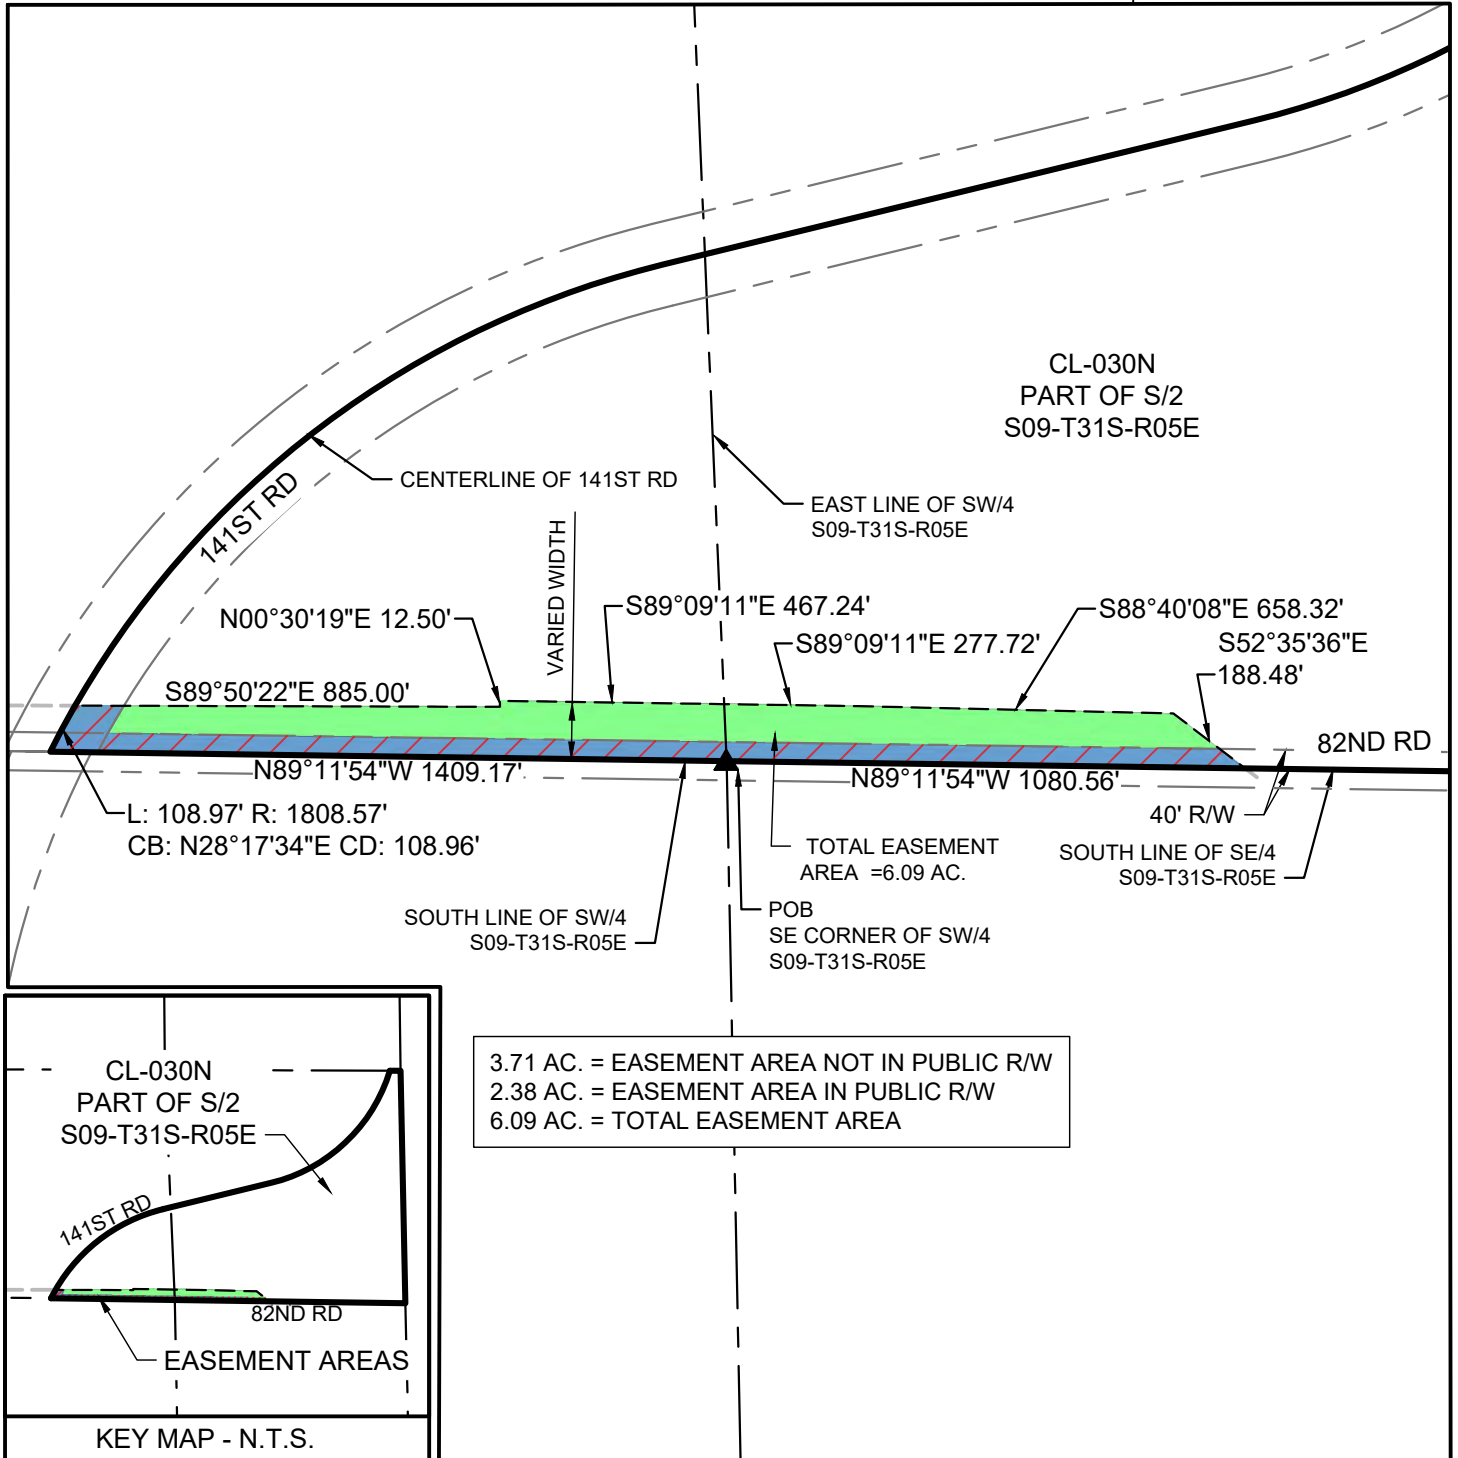 CL-030N
PART OF S/2
S09-T31S-R05E
CENTERLINE OF 141ST RD
141ST RD
EAST LINE OF SW/4
S09-T31S-R05E
VARIED WIDTH
N00°30'19"E 12.50'
S89°09'11"E 467.24'
S89°09'11"E 277.72'
S88°40'08"E 658.32'
S52°35'36"E
188.48'
S89°50'22"E 885.00'
82ND RD
N89°11'54"W 1409.17'
N89°11'54"W 1080.56'
L: 108.97' R: 1808.57'
CB: N28°17'34"E CD: 108.96'
40' R/W
TOTAL EASEMENT
AREA =6.09 AC.
SOUTH LINE OF SE/4
S09-T31S-R05E
SOUTH LINE OF SW/4
S09-T31S-R05E
POB
SE CORNER OF SW/4
S09-T31S-R05E
3.71 AC. = EASEMENT AREA NOT IN PUBLIC R/W
2.38 AC. = EASEMENT AREA IN PUBLIC R/W
6.09 AC. = TOTAL EASEMENT AREA
CL-030N
PART OF S/2
S09-T31S-R05E
141ST RD
82ND RD
EASEMENT AREAS
KEY MAP - N.T.S.